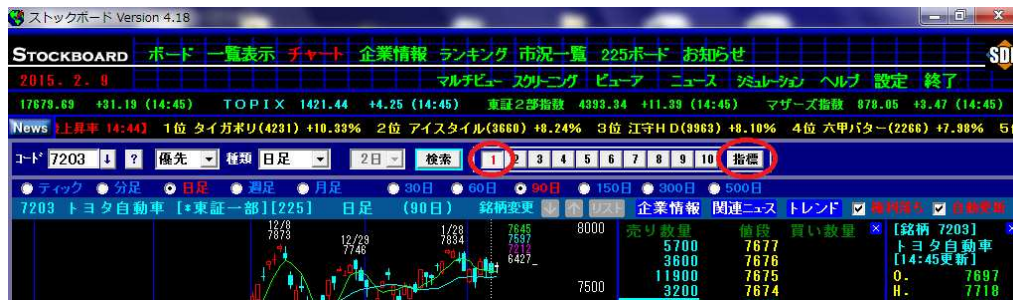 ストックボード Version 4.18
STOCKBOARD ボード 一覧表示 チャート 企業情報 ランキング 市況一覧 225ボード お知らせ
2015. 2. 9 マルチビュー スクリーニング ビューア ニュース シミュレーション ヘルプ 設定 終了
17679.69 +31.19 (14:45) TOPIX 1421.44 +4.25 (14:45) 東証2部指数 4393.34 +11.39 (14:45) マザーズ指数 878.05 +3.47 (14:45)
News 上昇率 14:44】 1位 タイガポリ(4231) +10.33% 2位 アイスタイル(3660) +8.24% 3位 江守HD(9963) +8.10% 4位 六甲バター(2266) +7.98%
コード 7203 ↓ ? 優先 種類 日足 2日 検索 1 2 3 4 5 6 7 8 9 10 指標
ティック 分足 日足 週足 月足 30日 60日 90日 150日 300日 500日
7203 トヨタ自動車 [*東証一部][225] 日足 (90日) 銘柄変更 ↓ ↑ リスト 企業情報 関連ニュース トレンド 権利落ち 自動更新
12/8 7873
12/29 7746
1/28 7834
7645
7597
7212
6427_
8000
7500
売り数量 値段 買い数量
5700 7677
3600 7676
11900 7675
3200 7674
[銘柄 7203]
トヨタ自動車
[14:45更新]
O. 7697
H. 7718